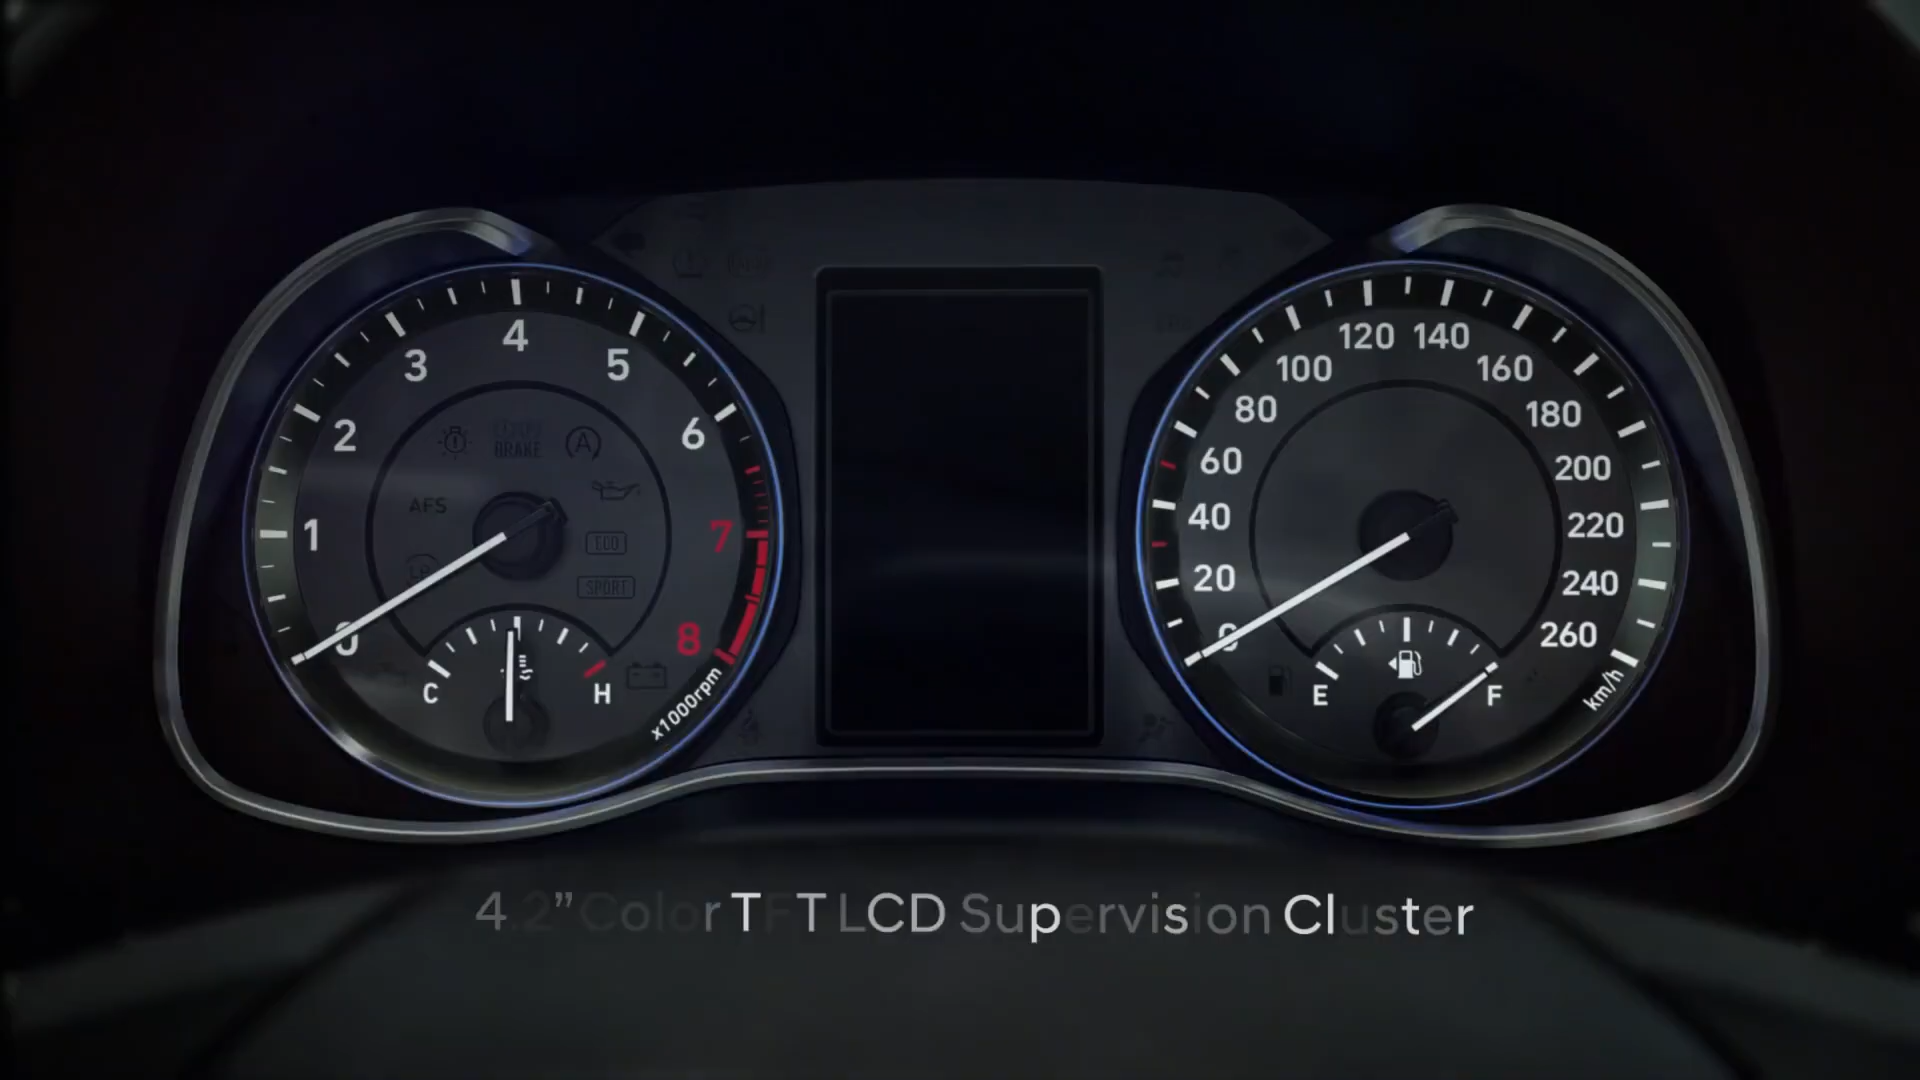 4
3
5
2
6
BRAKE
A
AFS
1
7
ECO
SPORT
0
8
C
H
x1000rpm
120 140
100
160
80
180
60
200
40
220
20
240
0
260
E
F
km/h
4.2” Color TFT LCD Supervision Cluster